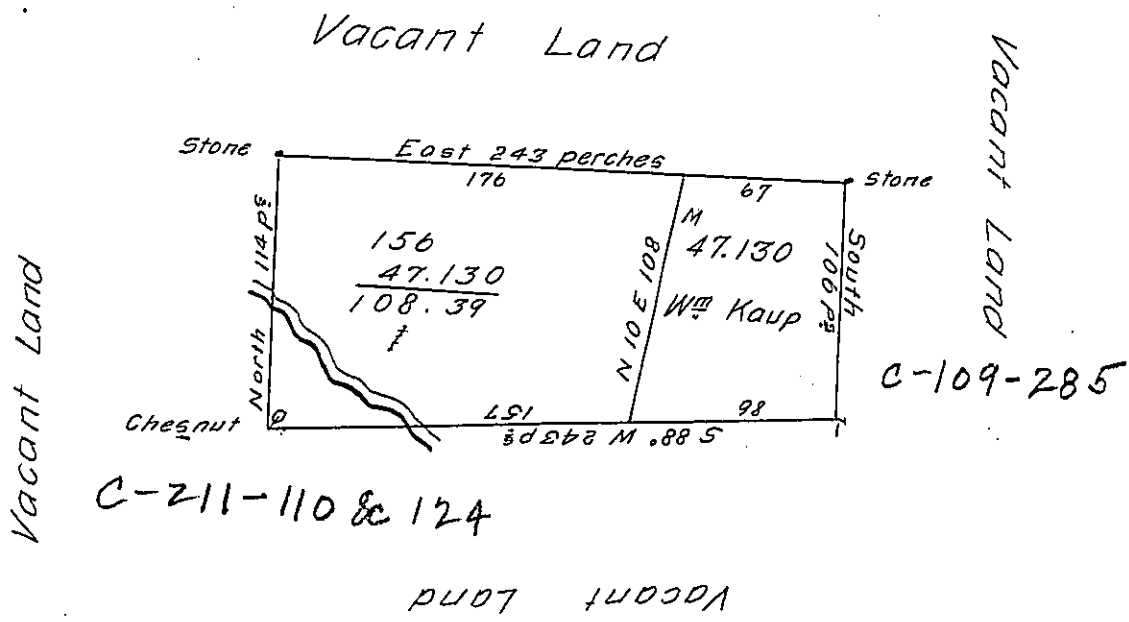 Vacant Land
Vacant Land
Stone
East 243 perches
Stone
176
67
North 114 ps
156
47.130
108.39
M
47.130
Wm Kaup
N 10 E 108
South 106 ps
Vacant Land
C-109-285
Chesnut
157
86
S 88° W 243 ps
C-211-110 & 124
Vacant Land